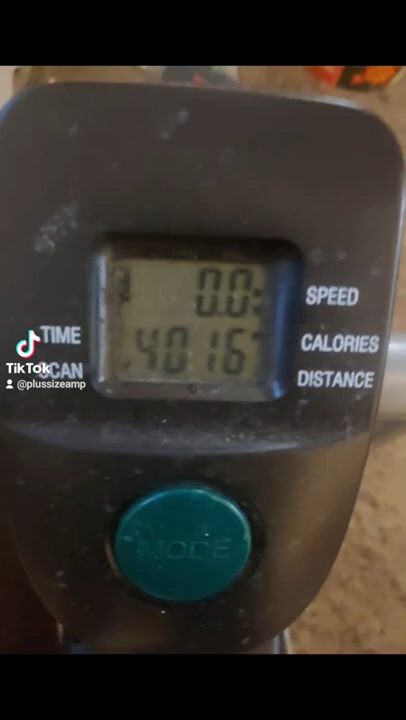 0.0
SPEED
TIME
40:16
CALORIES
TikTok
SCAN
DISTANCE
@plussizeamp
MODE